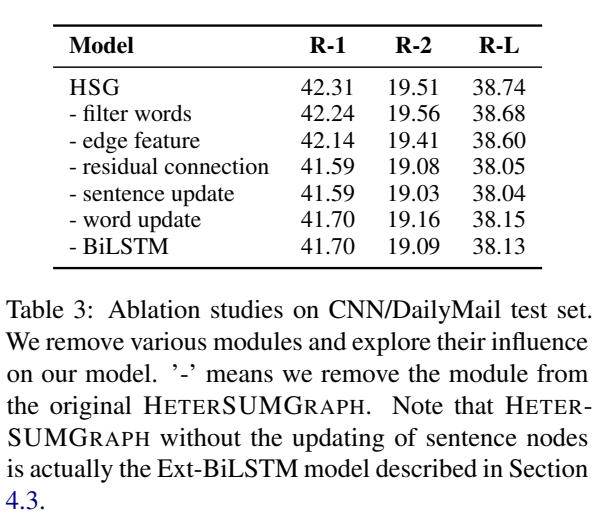 Model R-1 R-2 R-L
HSG 42.31 19.51 38.74
- filter words 42.24 19.56 38.68
- edge feature 42.14 19.41 38.60
- residual connection 41.59 19.08 38.05
- sentence update 41.59 19.03 38.04
- word update 41.70 19.16 38.15
- BiLSTM 41.70 19.09 38.13
Table 3: Ablation studies on CNN/DailyMail test set.
We remove various modules and explore their influence
on our model. ’-’ means we remove the module from
the original HETERSUMGRAPH. Note that HETER-
SUMGRAPH without the updating of sentence nodes
is actually the Ext-BiLSTM model described in Section
4.3.